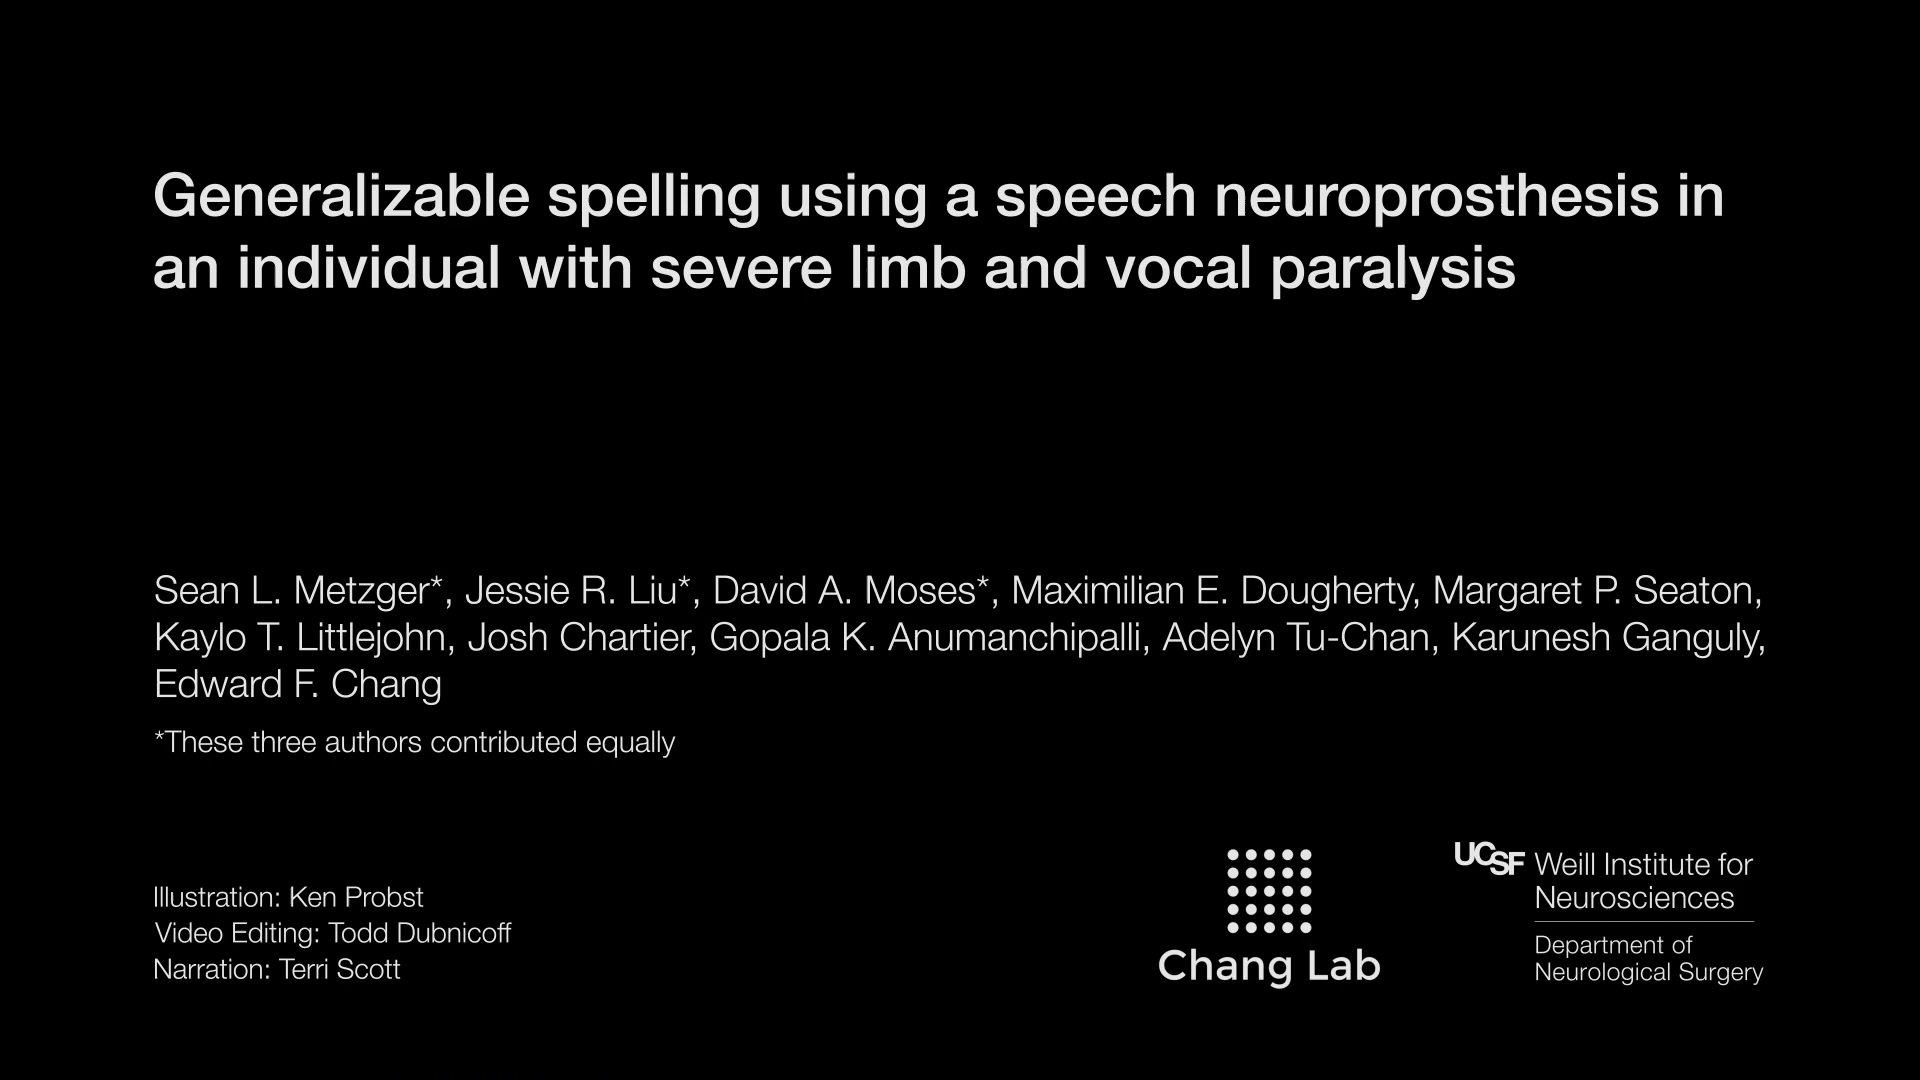 Generalizable spelling using a speech neuroprosthesis in
an individual with severe limb and vocal paralysis
Sean L. Metzger*, Jessie R. Liu*, David A. Moses*, Maximilian E. Dougherty, Margaret P. Seaton,
Kaylo T. Littlejohn, Josh Chartier, Gopala K. Anumanchipalli, Adelyn Tu-Chan, Karunesh Ganguly,
Edward F. Chang
*These three authors contributed equally
Illustration: Ken Probst
Video Editing: Todd Dubnicoff
Narration: Terri Scott
Chang Lab
UCSF Weill Institute for
Neurosciences
Department of
Neurological Surgery